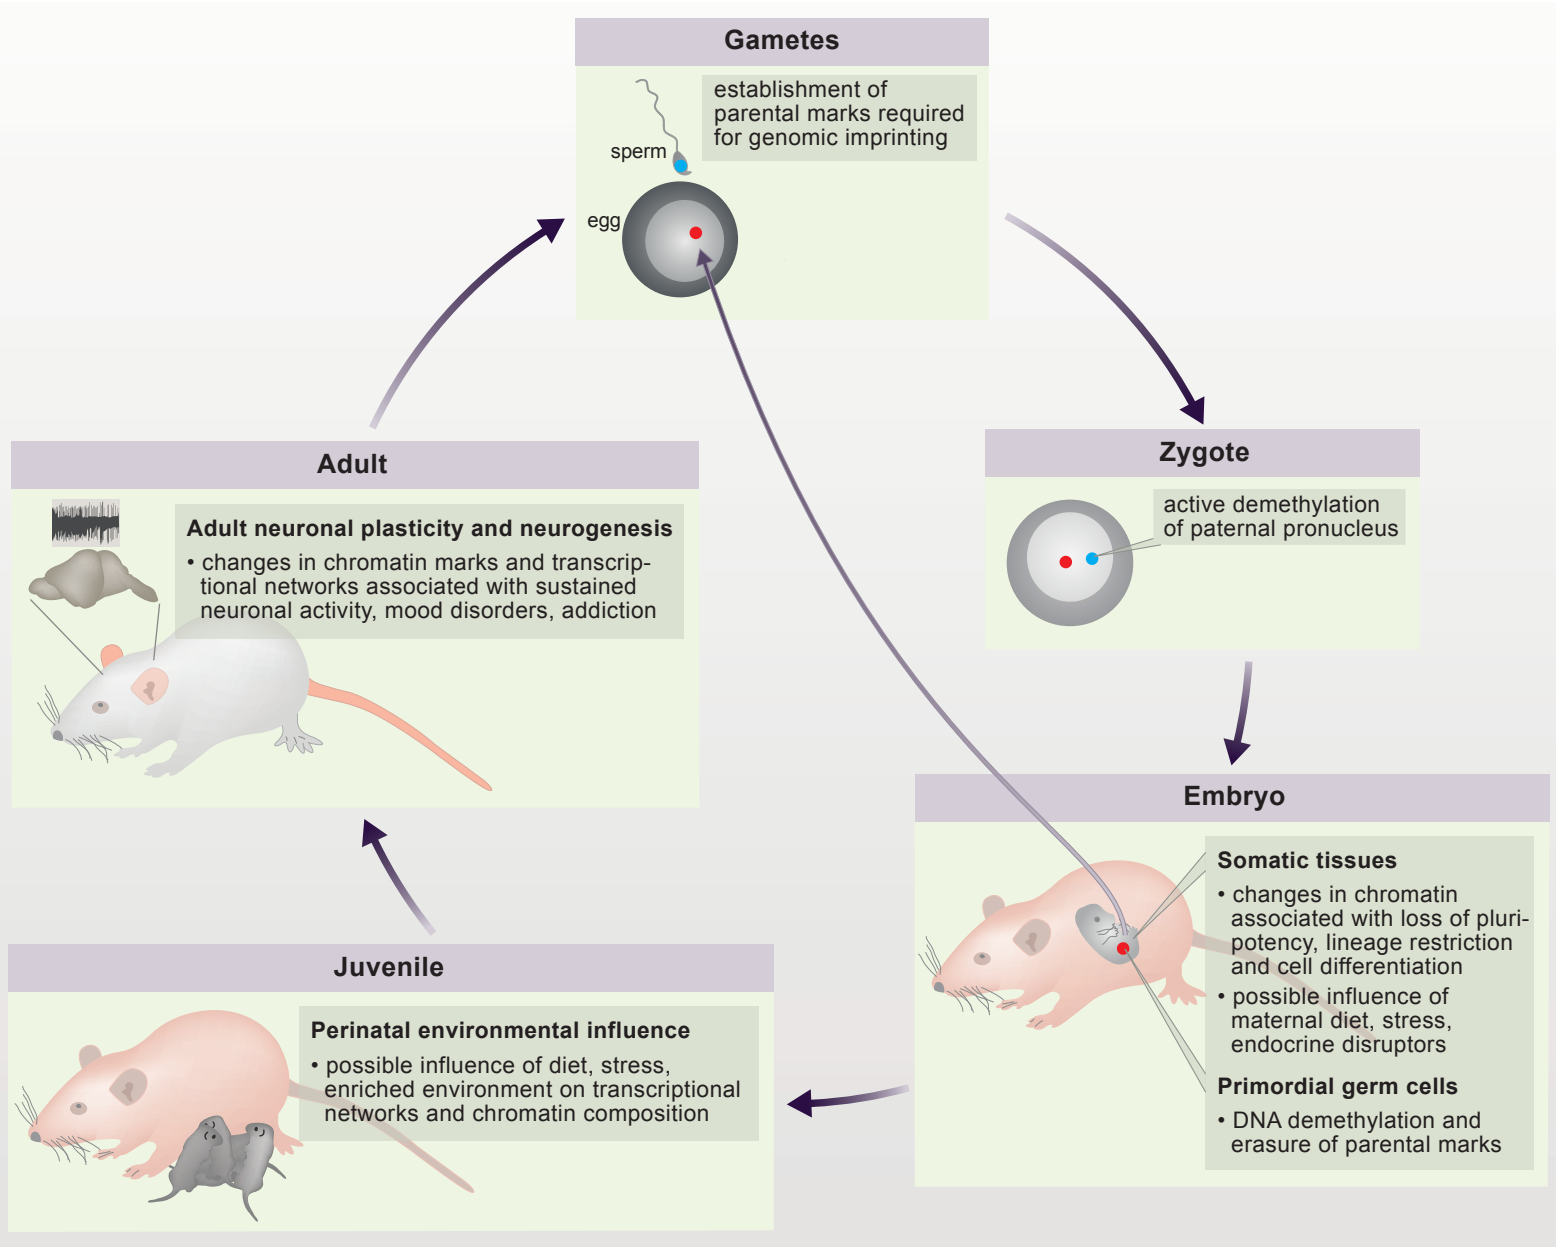 Gametes
establishment of
parental marks required
for genomic imprinting
sperm
egg
Zygote
active demethylation
of paternal pronucleus
Embryo
Somatic tissues
• changes in chromatin
associated with loss of pluri-
potency, lineage restriction
and cell differentiation
• possible influence of
maternal diet, stress,
endocrine disruptors
Primordial germ cells
• DNA demethylation and
erasure of parental marks
Juvenile
Perinatal environmental influence
• possible influence of diet, stress,
enriched environment on transcriptional
networks and chromatin composition
Adult
Adult neuronal plasticity and neurogenesis
• changes in chromatin marks and transcrip-
tional networks associated with sustained
neuronal activity, mood disorders, addiction